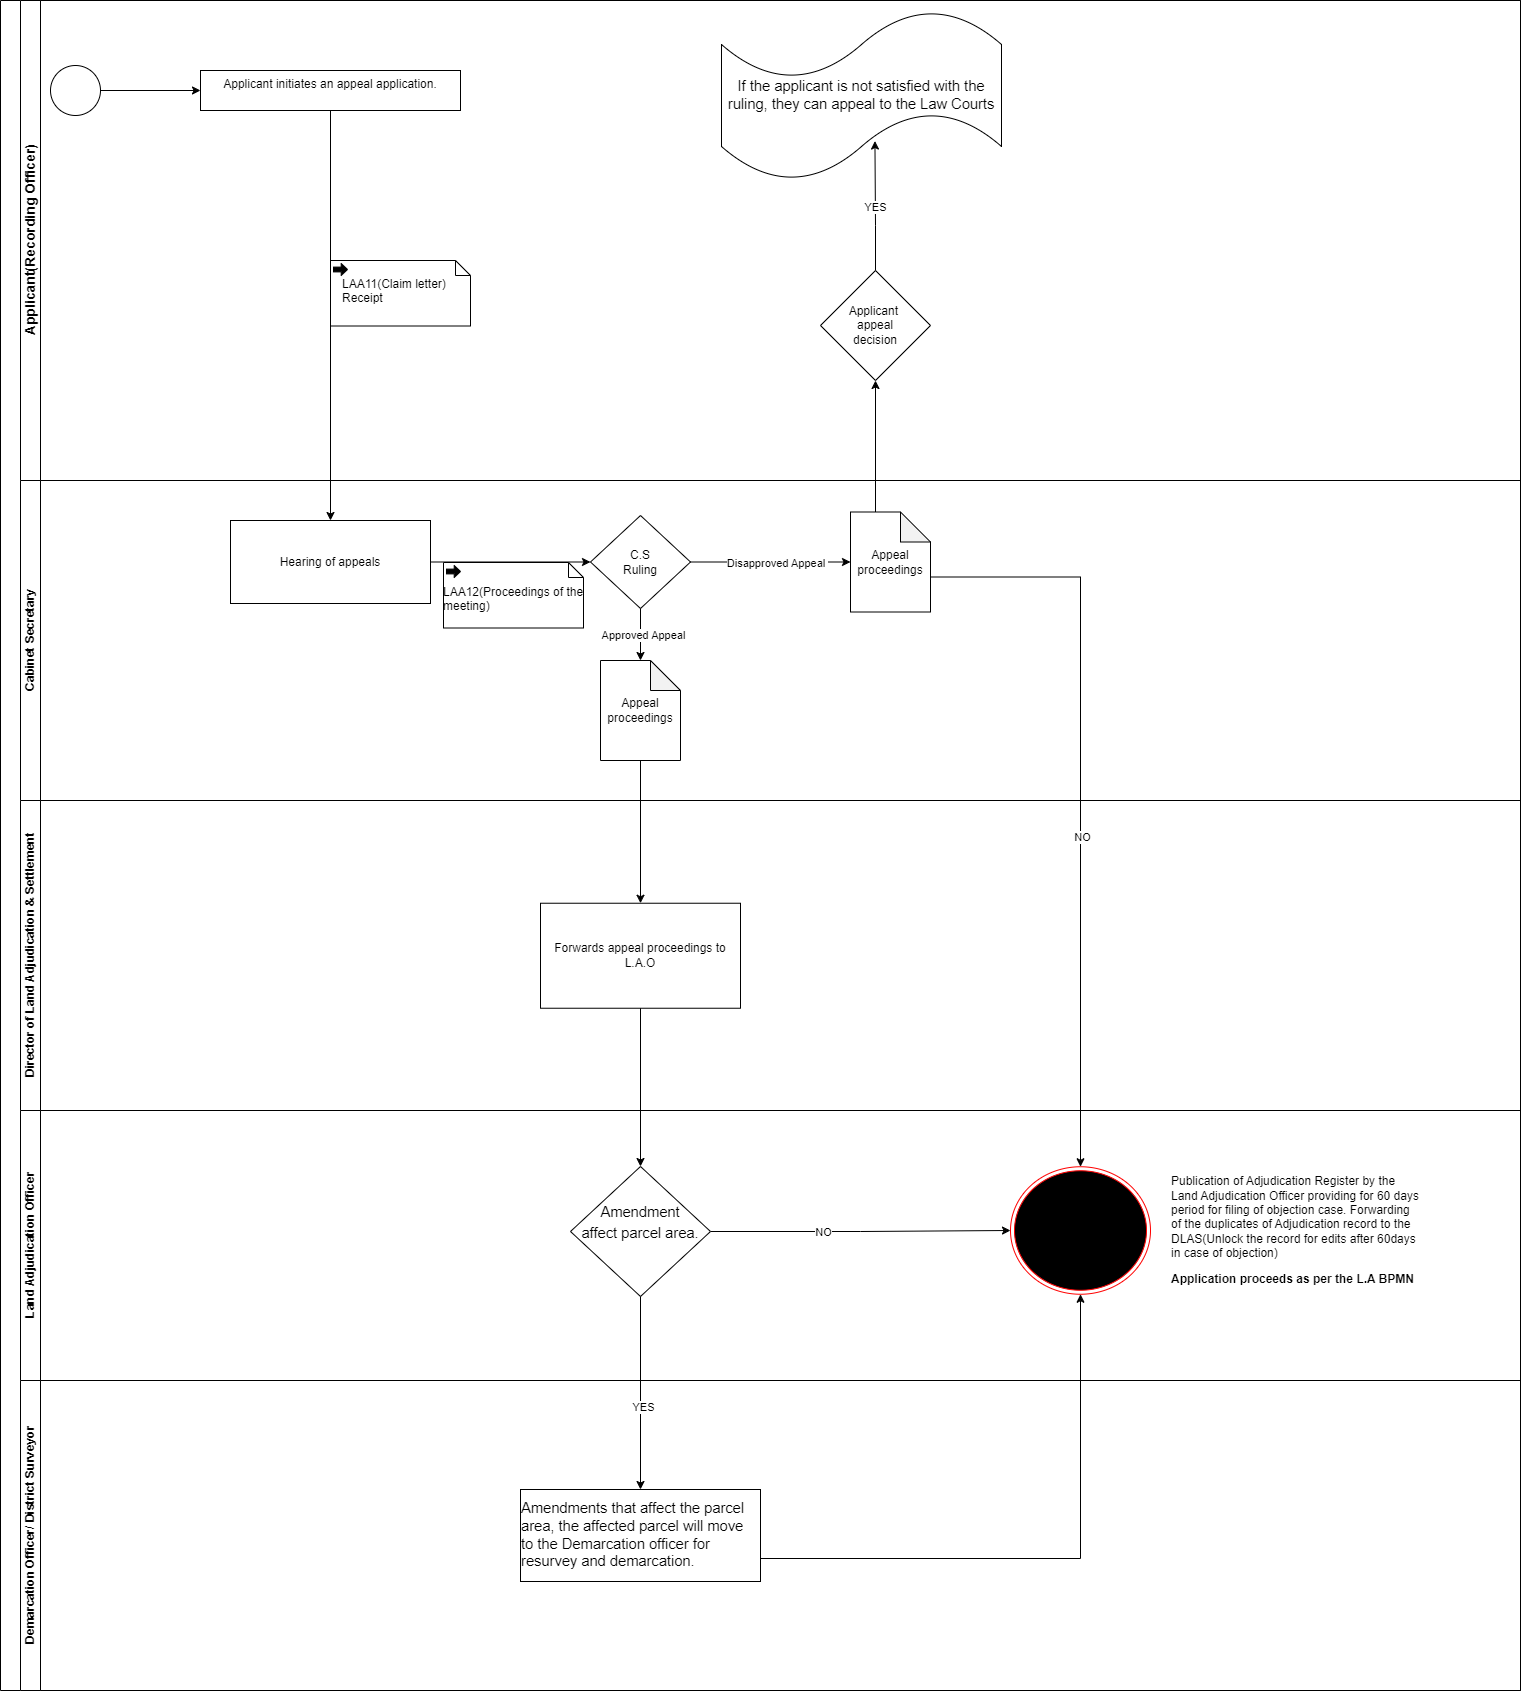 Applicant(Recording Officer)
Applicant initiates an appeal application.
If the applicant is not satisfied with the
ruling, they can appeal to the Law Courts
YES
LAA11(Claim letter)
Receipt
Applicant
appeal
decision
Cabinet Secretary
Hearing of appeals
LAA12(Proceedings of the
meeting)
C.S
Ruling
Disapproved Appeal
Appeal
proceedings
Approved Appeal
Appeal
proceedings
Director of Land Adjudication & Settlement
NO
Forwards appeal proceedings to
L.A.O
Land Adjudication Officer
Amendment
affect parcel area.
NO
Publication of Adjudication Register by the
Land Adjudication Officer providing for 60 days
period for filing of objection case. Forwarding
of the duplicates of Adjudication record to the
DLAS(Unlock the record for edits after 60days
in case of objection)
Application proceeds as per the L.A BPMN
Demarcation Officer/ District Surveyor
YES
Amendments that affect the parcel
area, the affected parcel will move
to the Demarcation officer for
resurvey and demarcation.